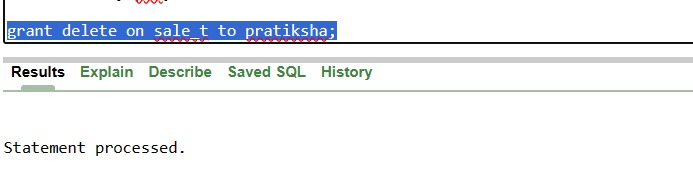 grant delete on sale_t to pratiksha;
Results Explain Describe Saved SQL History
Statement processed.